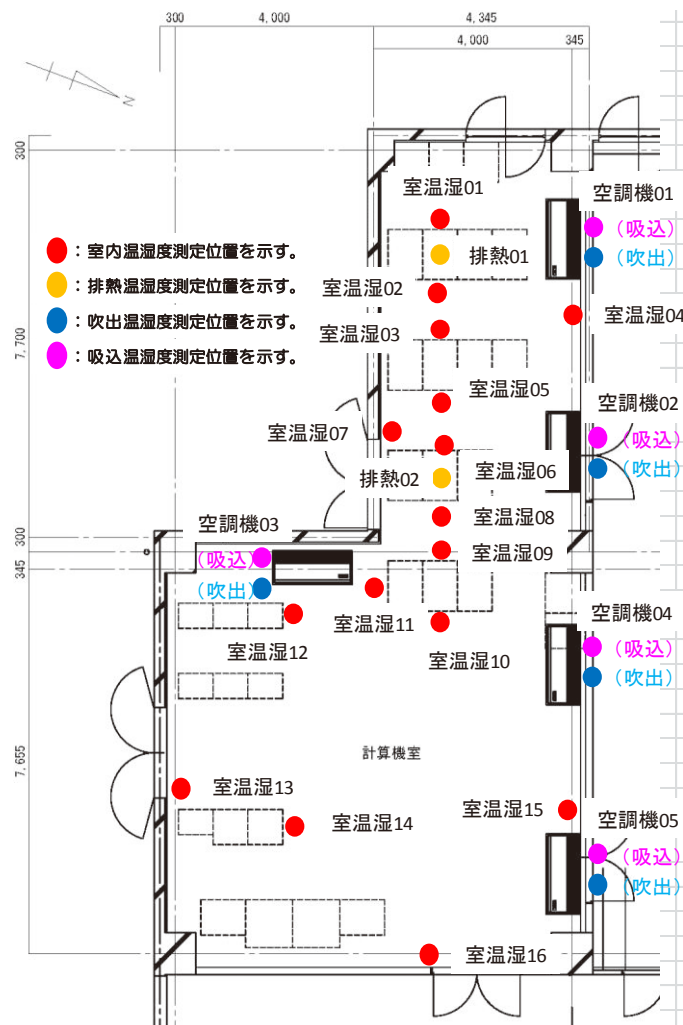 300
4,000
4,345
4,000
345
N
300
室温湿01
空調機01
(吸込)
(吹出)
：室内温湿度測定位置を示す。
排熱01
：排熱温湿度測定位置を示す。
室温湿02
室温湿04
：吹出温湿度測定位置を示す。
室温湿03
7,700
：吸込温湿度測定位置を示す。
室温湿05
空調機02
室温湿07
(吸込)
排熱02
室温湿06
(吹出)
空調機03
室温湿08
300
(吸込)
室温湿09
345
(吹出)
室温湿11
空調機04
室温湿12
室温湿10
(吸込)
(吹出)
計算機室
7,655
室温湿13
室温湿14
室温湿15
空調機05
(吸込)
(吹出)
室温湿16